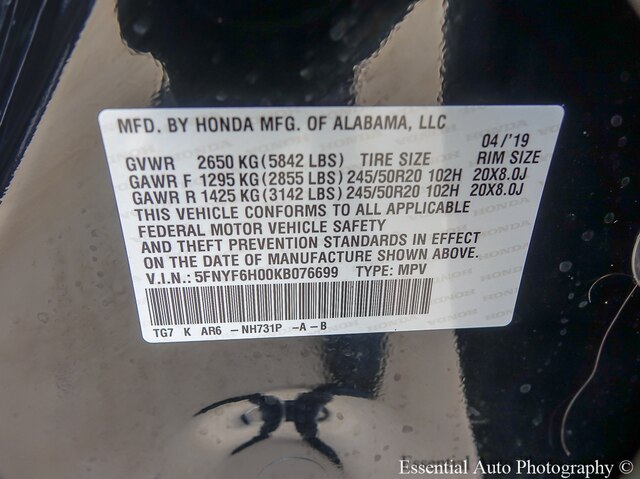 MFD. BY HONDA MFG. OF ALABAMA, LLC
04/'19
GVWR 2650 KG (5842 LBS) TIRE SIZE RIM SIZE
GAWR F 1295 KG (2855 LBS) 245/50R20 102H 20X8.0J
GAWR R 1425 KG (3142 LBS) 245/50R20 102H 20X8.0J
THIS VEHICLE CONFORMS TO ALL APPLICABLE
FEDERAL MOTOR VEHICLE SAFETY
AND THEFT PREVENTION STANDARDS IN EFFECT
ON THE DATE OF MANUFACTURE SHOWN ABOVE.
V.I.N.: 5FNYF6H00KB076699 TYPE: MPV
TG7 K AR6 -NH731P -A-B
Essential Auto Photography ©